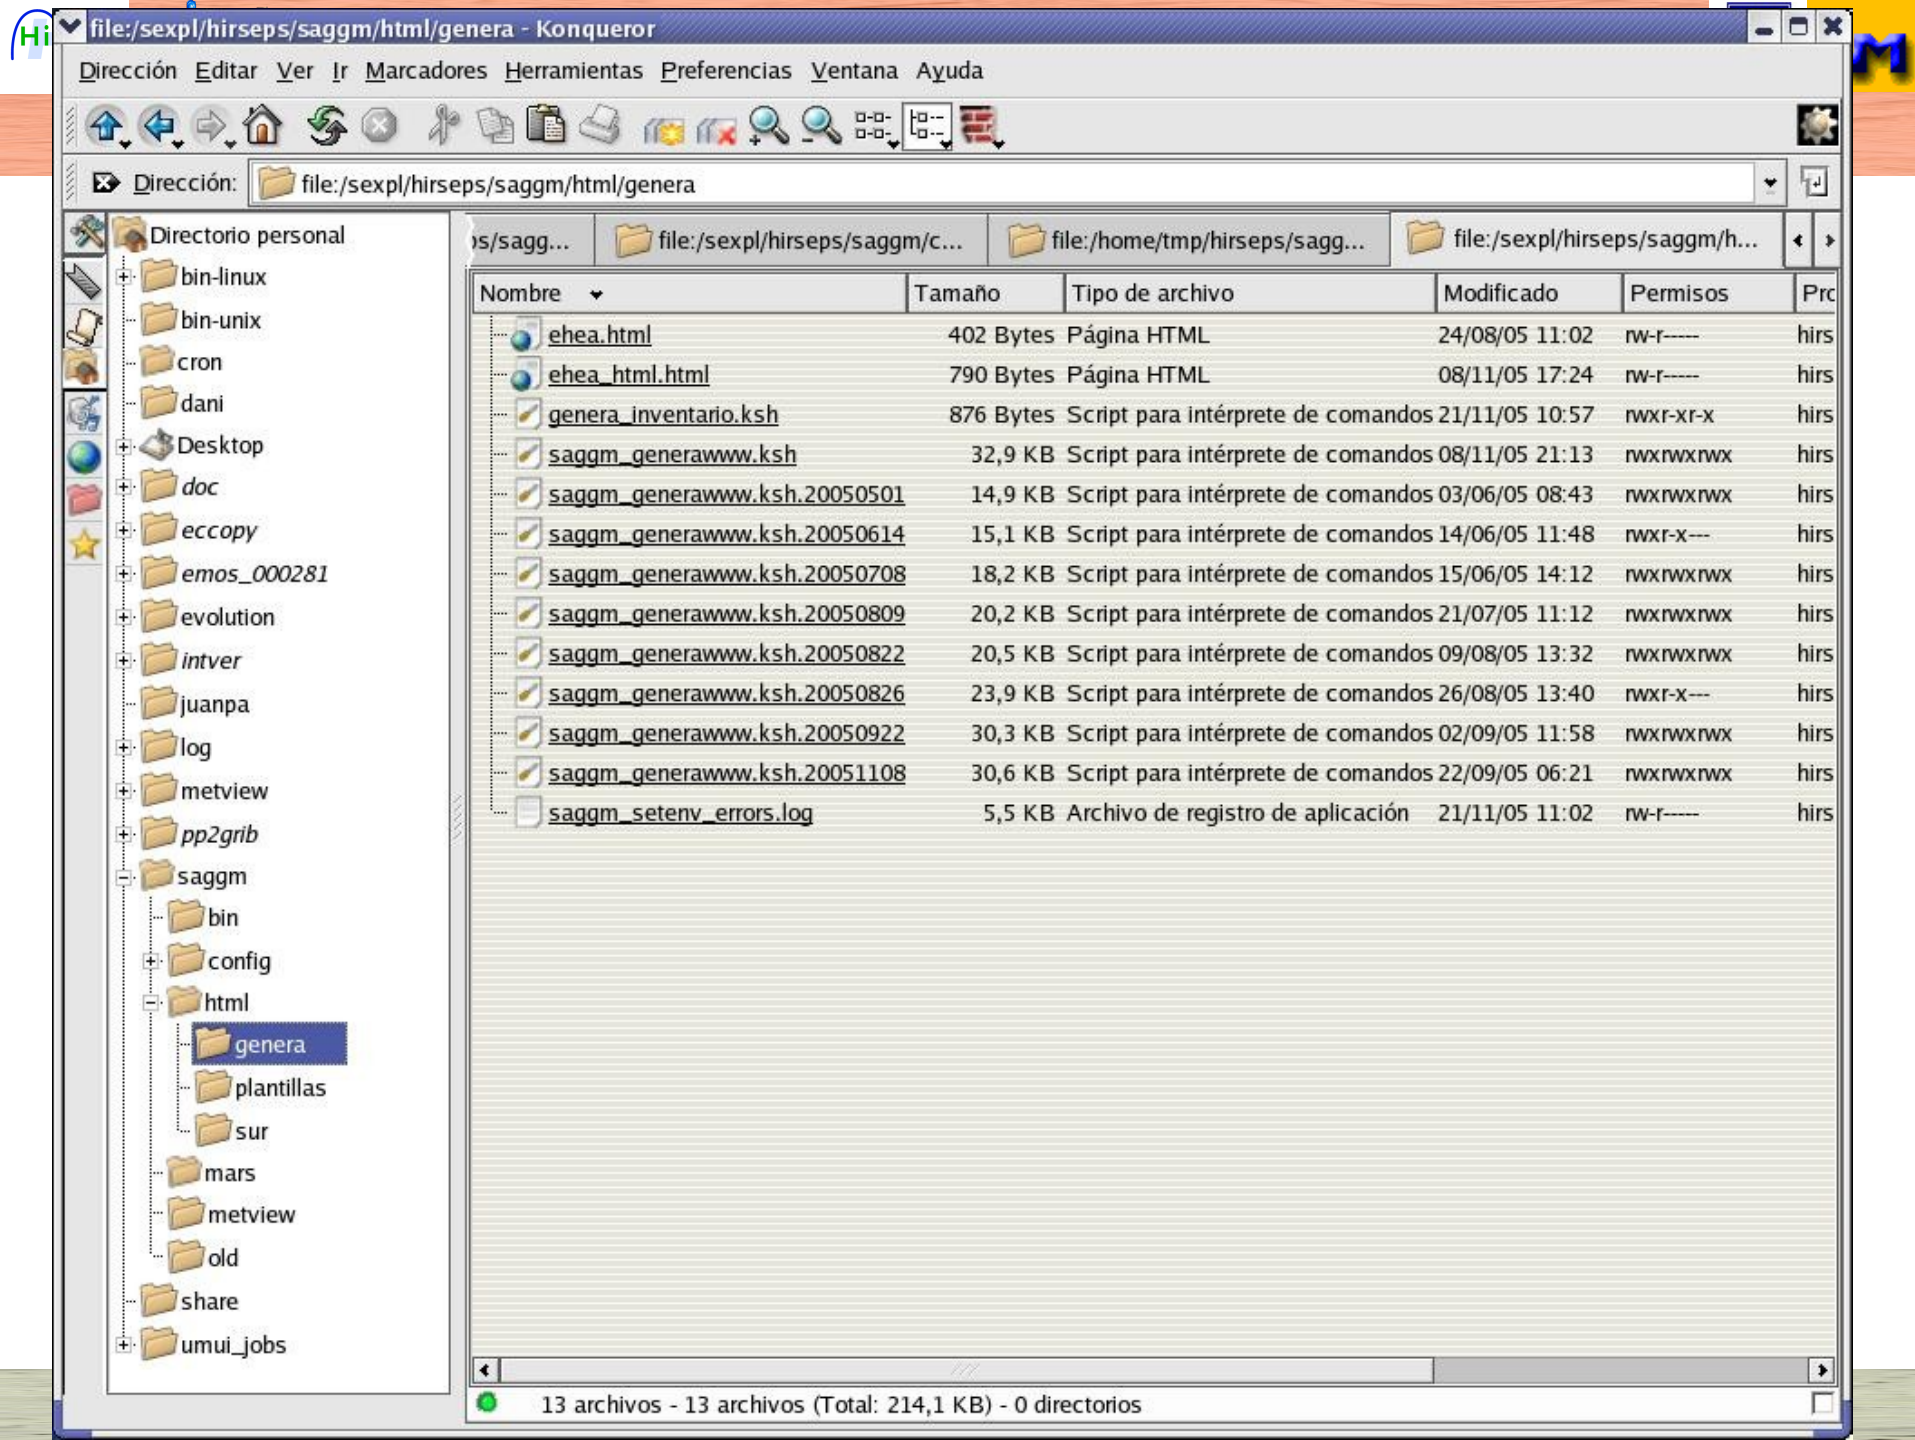 Hi
file:/sexpl/hirseps/saggm/html/genera - Konqueror
M
Dirección Editar Ver Ir Marcadores Herramientas Preferencias Ventana Ayuda
Dirección: file:/sexpl/hirseps/saggm/html/genera
Directorio personal
bin-linux
bin-unix
cron
dani
Desktop
doc
eccopy
emos_000281
evolution
intver
juanpa
log
metview
pp2grib
saggm
bin
config
html
genera
plantillas
sur
mars
metview
old
share
umui_jobs
os/sagg... file:/sexpl/hirseps/saggm/c... file:/home/tmp/hirseps/sagg... file:/sexpl/hirseps/saggm/h...
Nombre Tamaño Tipo de archivo Modificado Permisos Prc
ehea.html 402 Bytes Página HTML 24/08/05 11:02 rw-r----- hirs
ehea_html.html 790 Bytes Página HTML 08/11/05 17:24 rw-r----- hirs
genera_inventario.ksh 876 Bytes Script para intérprete de comandos 21/11/05 10:57 rwxr-xr-x hirs
saggm_generawww.ksh 32,9 KB Script para intérprete de comandos 08/11/05 21:13 rwxrwxrwx hirs
saggm_generawww.ksh.20050501 14,9 KB Script para intérprete de comandos 03/06/05 08:43 rwxrwxrwx hirs
saggm_generawww.ksh.20050614 15,1 KB Script para intérprete de comandos 14/06/05 11:48 rwxr-x--- hirs
saggm_generawww.ksh.20050708 18,2 KB Script para intérprete de comandos 15/06/05 14:12 rwxrwxrwx hirs
saggm_generawww.ksh.20050809 20,2 KB Script para intérprete de comandos 21/07/05 11:12 rwxrwxrwx hirs
saggm_generawww.ksh.20050822 20,5 KB Script para intérprete de comandos 09/08/05 13:32 rwxrwxrwx hirs
saggm_generawww.ksh.20050826 23,9 KB Script para intérprete de comandos 26/08/05 13:40 rwxr-x--- hirs
saggm_generawww.ksh.20050922 30,3 KB Script para intérprete de comandos 02/09/05 11:58 rwxrwxrwx hirs
saggm_generawww.ksh.20051108 30,6 KB Script para intérprete de comandos 22/09/05 06:21 rwxrwxrwx hirs
saggm_setenv_errors.log 5,5 KB Archivo de registro de aplicación 21/11/05 11:02 rw-r----- hirs
13 archivos - 13 archivos (Total: 214,1 KB) - 0 directorios